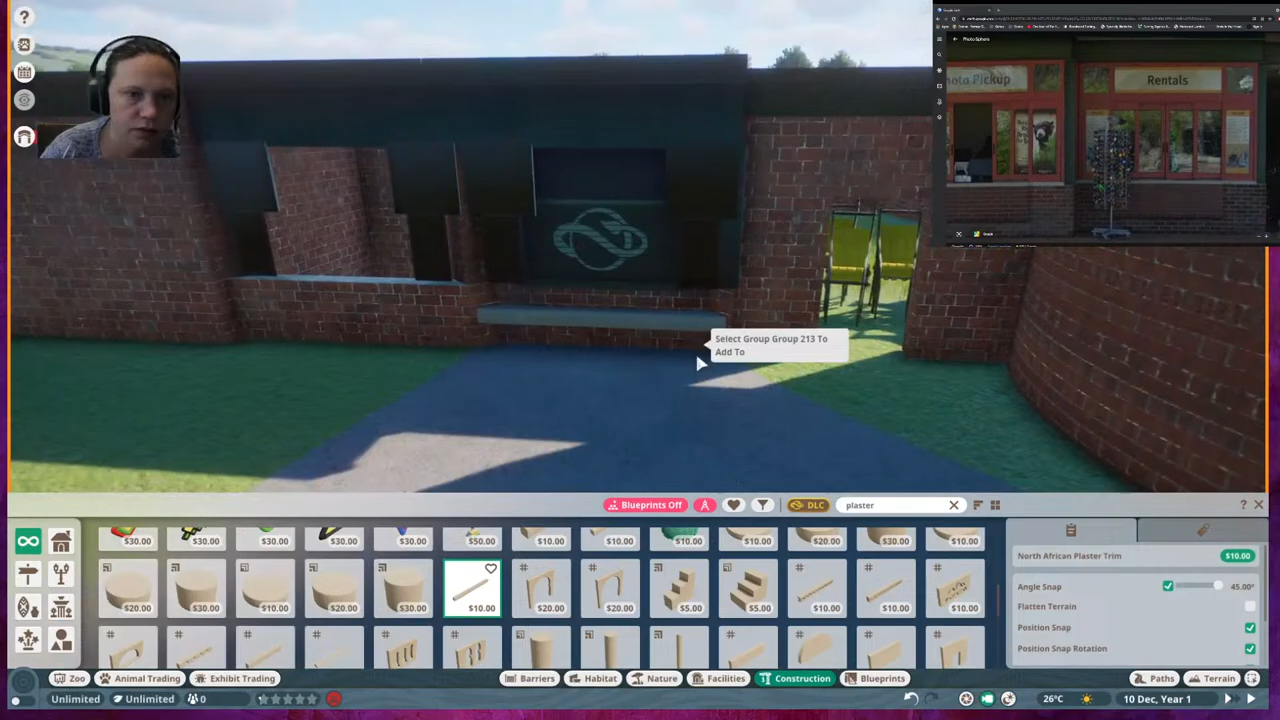 Photo Sphere
oto Pickup
Rentals
Google
Select Group Group 213 To
Add To
Blueprints Off
DLC
plaster
?
$30.00 $30.00 $30.00 $30.00 $30.00 $50.00 $10.00 $10.00 $10.00 $10.00 $20.00 $30.00 $10.00
North African Plaster Trim
$10.00
$20.00 $30.00 $10.00 $20.00 $30.00 $10.00 $20.00 $20.00 $5.00 $5.00 $10.00 $10.00 $10.00
Angle Snap
45.00°
Flatten Terrain
Position Snap
Position Snap Rotation
Zoo
Animal Trading
Exhibit Trading
Barriers
Habitat
Nature
Facilities
Construction
Blueprints
Paths
Terrain
Unlimited
Unlimited
0
26°C
10 Dec, Year 1